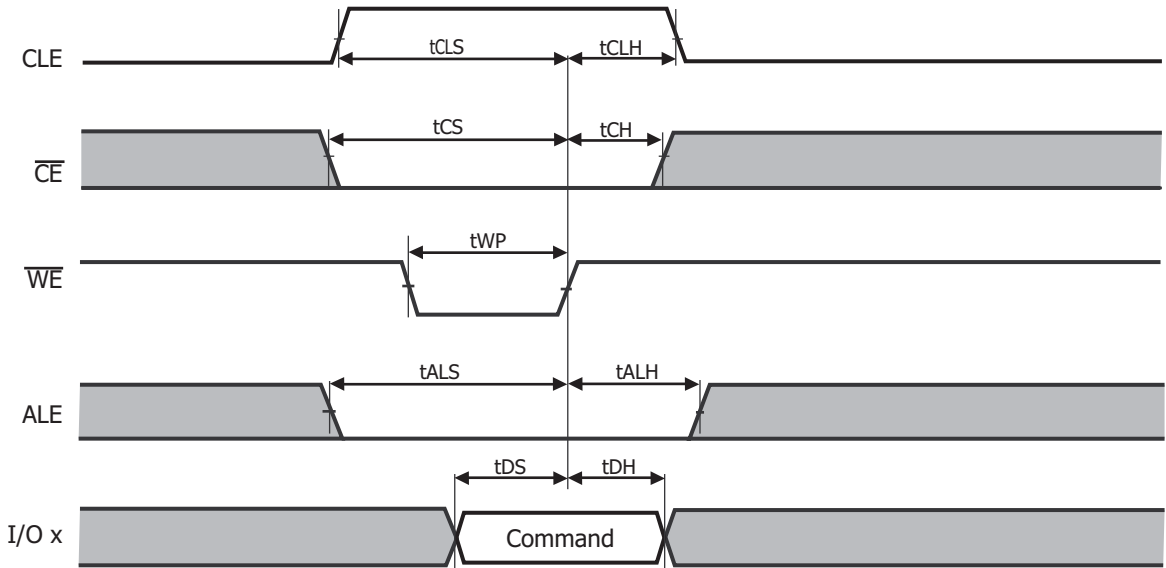 CLE
tCLS
tCLH
CE
tCS
tCH
WE
tWP
ALE
tALS
tALH
I/O x
tDS
tDH
Command